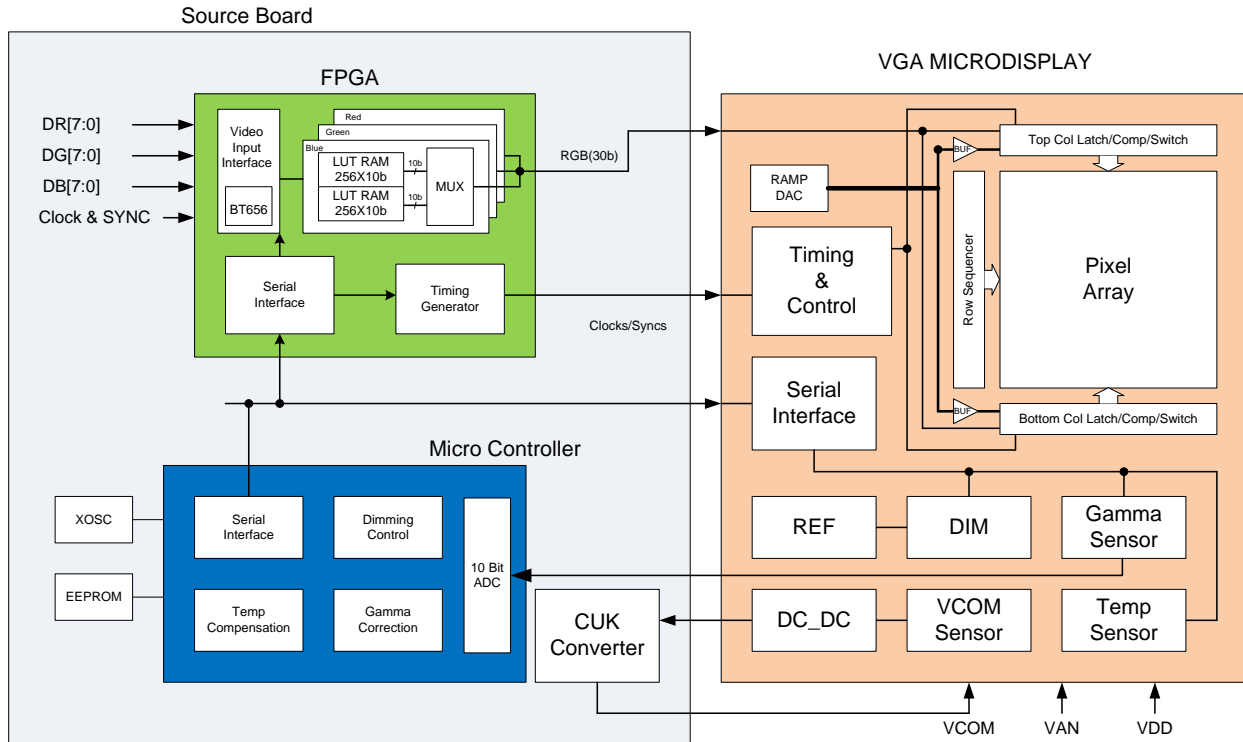 Source Board
FPGA
VGA MICRODISPLAY
DR[7:0]
DG[7:0]
DB[7:0]
Clock & SYNC
Video
Input
Interface
BT656
Red
Green
Blue
LUT RAM
256X10b
10b
LUT RAM
256X10b
10b
MUX
RGB(30b)
Serial
Interface
Timing
Generator
Clocks/Syncs
RAMP
DAC
BUF
Top Col Latch/Comp/Switch
Timing
&
Control
Row Sequencer
Pixel
Array
Serial
Interface
BUF
Bottom Col Latch/Comp/Switch
Micro Controller
XOSC
EEPROM
Serial
Interface
Dimming
Control
10 Bit
ADC
Temp
Compensation
Gamma
Correction
CUK
Converter
REF
DIM
Gamma
Sensor
DC_DC
VCOM
Sensor
Temp
Sensor
VCOM
VAN
VDD